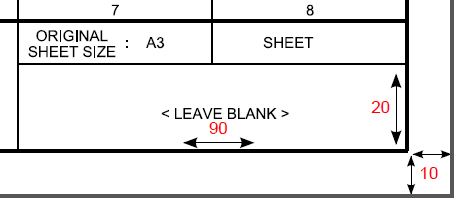 7 8
ORIGINAL
SHEET SIZE : A3 SHEET
< LEAVE BLANK >
20
90
10